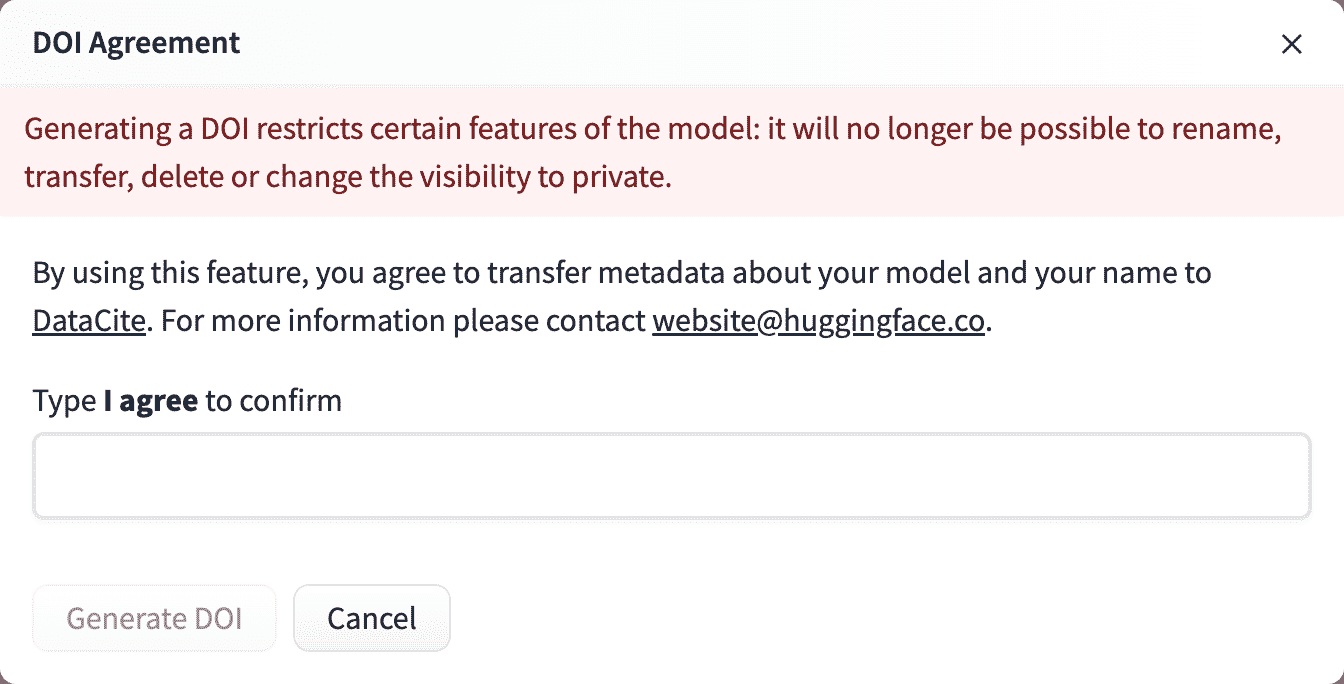 DOI Agreement
Generating a DOI restricts certain features of the model: it will no longer be possible to rename,
transfer, delete or change the visibility to private.
By using this feature, you agree to transfer metadata about your model and your name to
DataCite. For more information please contact website@huggingface.co.
Type I agree to confirm
Generate DOI
Cancel